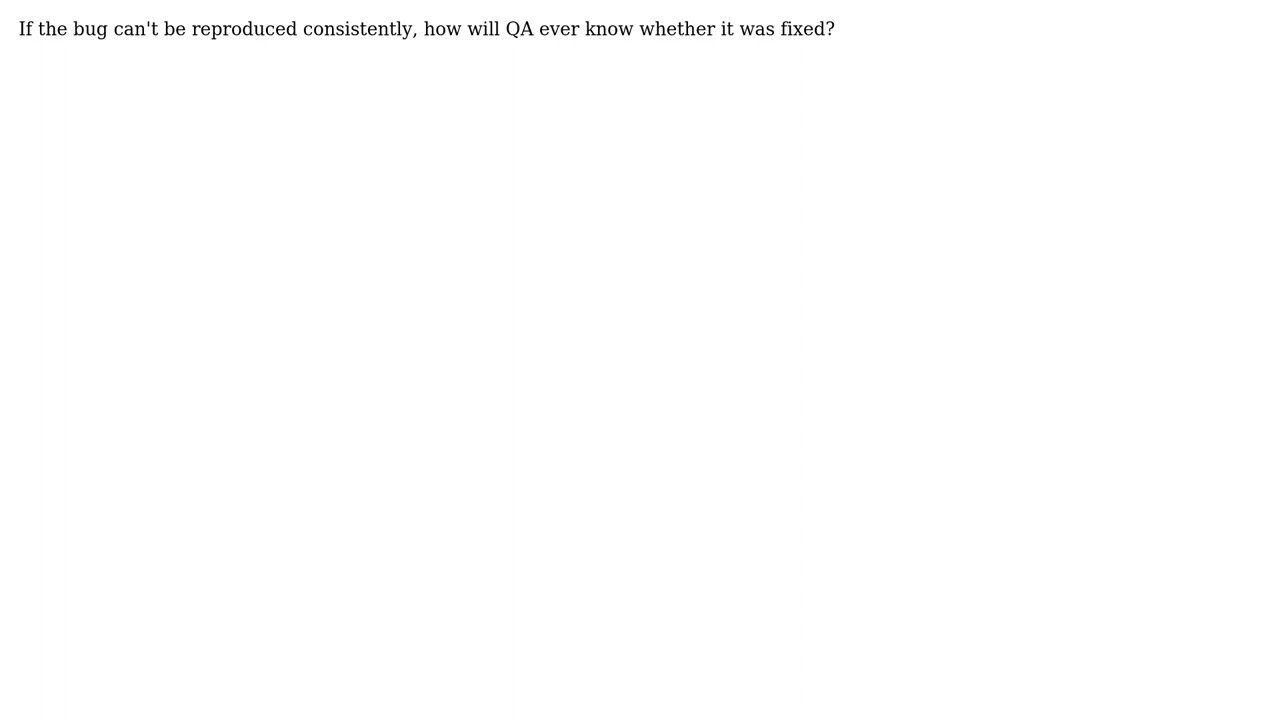 If the bug can't be reproduced consistently, how will QA ever know whether it was fixed?